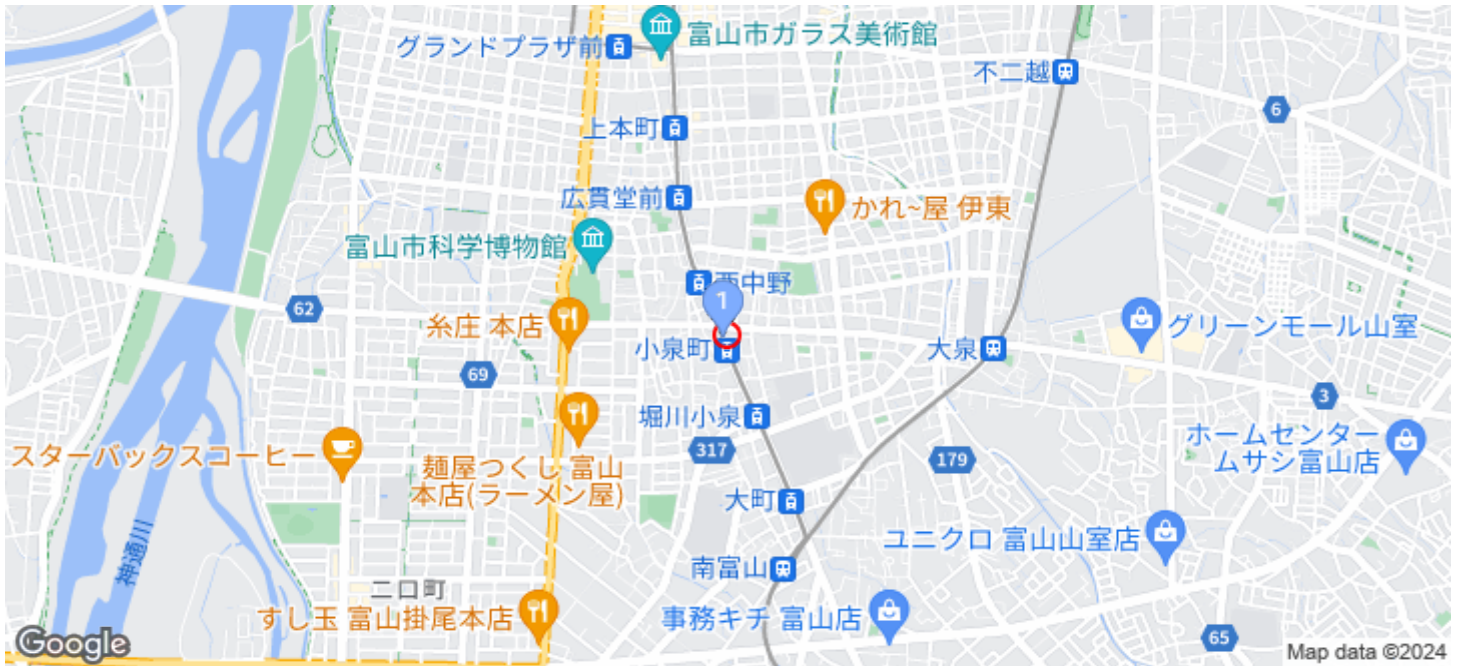 富山市ガラス美術館
グランドプラザ前
不二越
6
上本町
広貫堂前
かれ~屋 伊東
富山市科学博物館
西中野
1
62
糸庄 本店
グリーンモール山室
小泉町
大泉
69
3
堀川小泉
ホームセンター
ムサシ富山店
スターバックスコーヒー
317
179
麺屋つくし 富山
本店(ラーメン屋)
大町
神通川
ユニクロ 富山山室店
南富山
二口町
すし玉 富山掛尾本店
事務キチ 富山店
65
Google
Map data ©2024